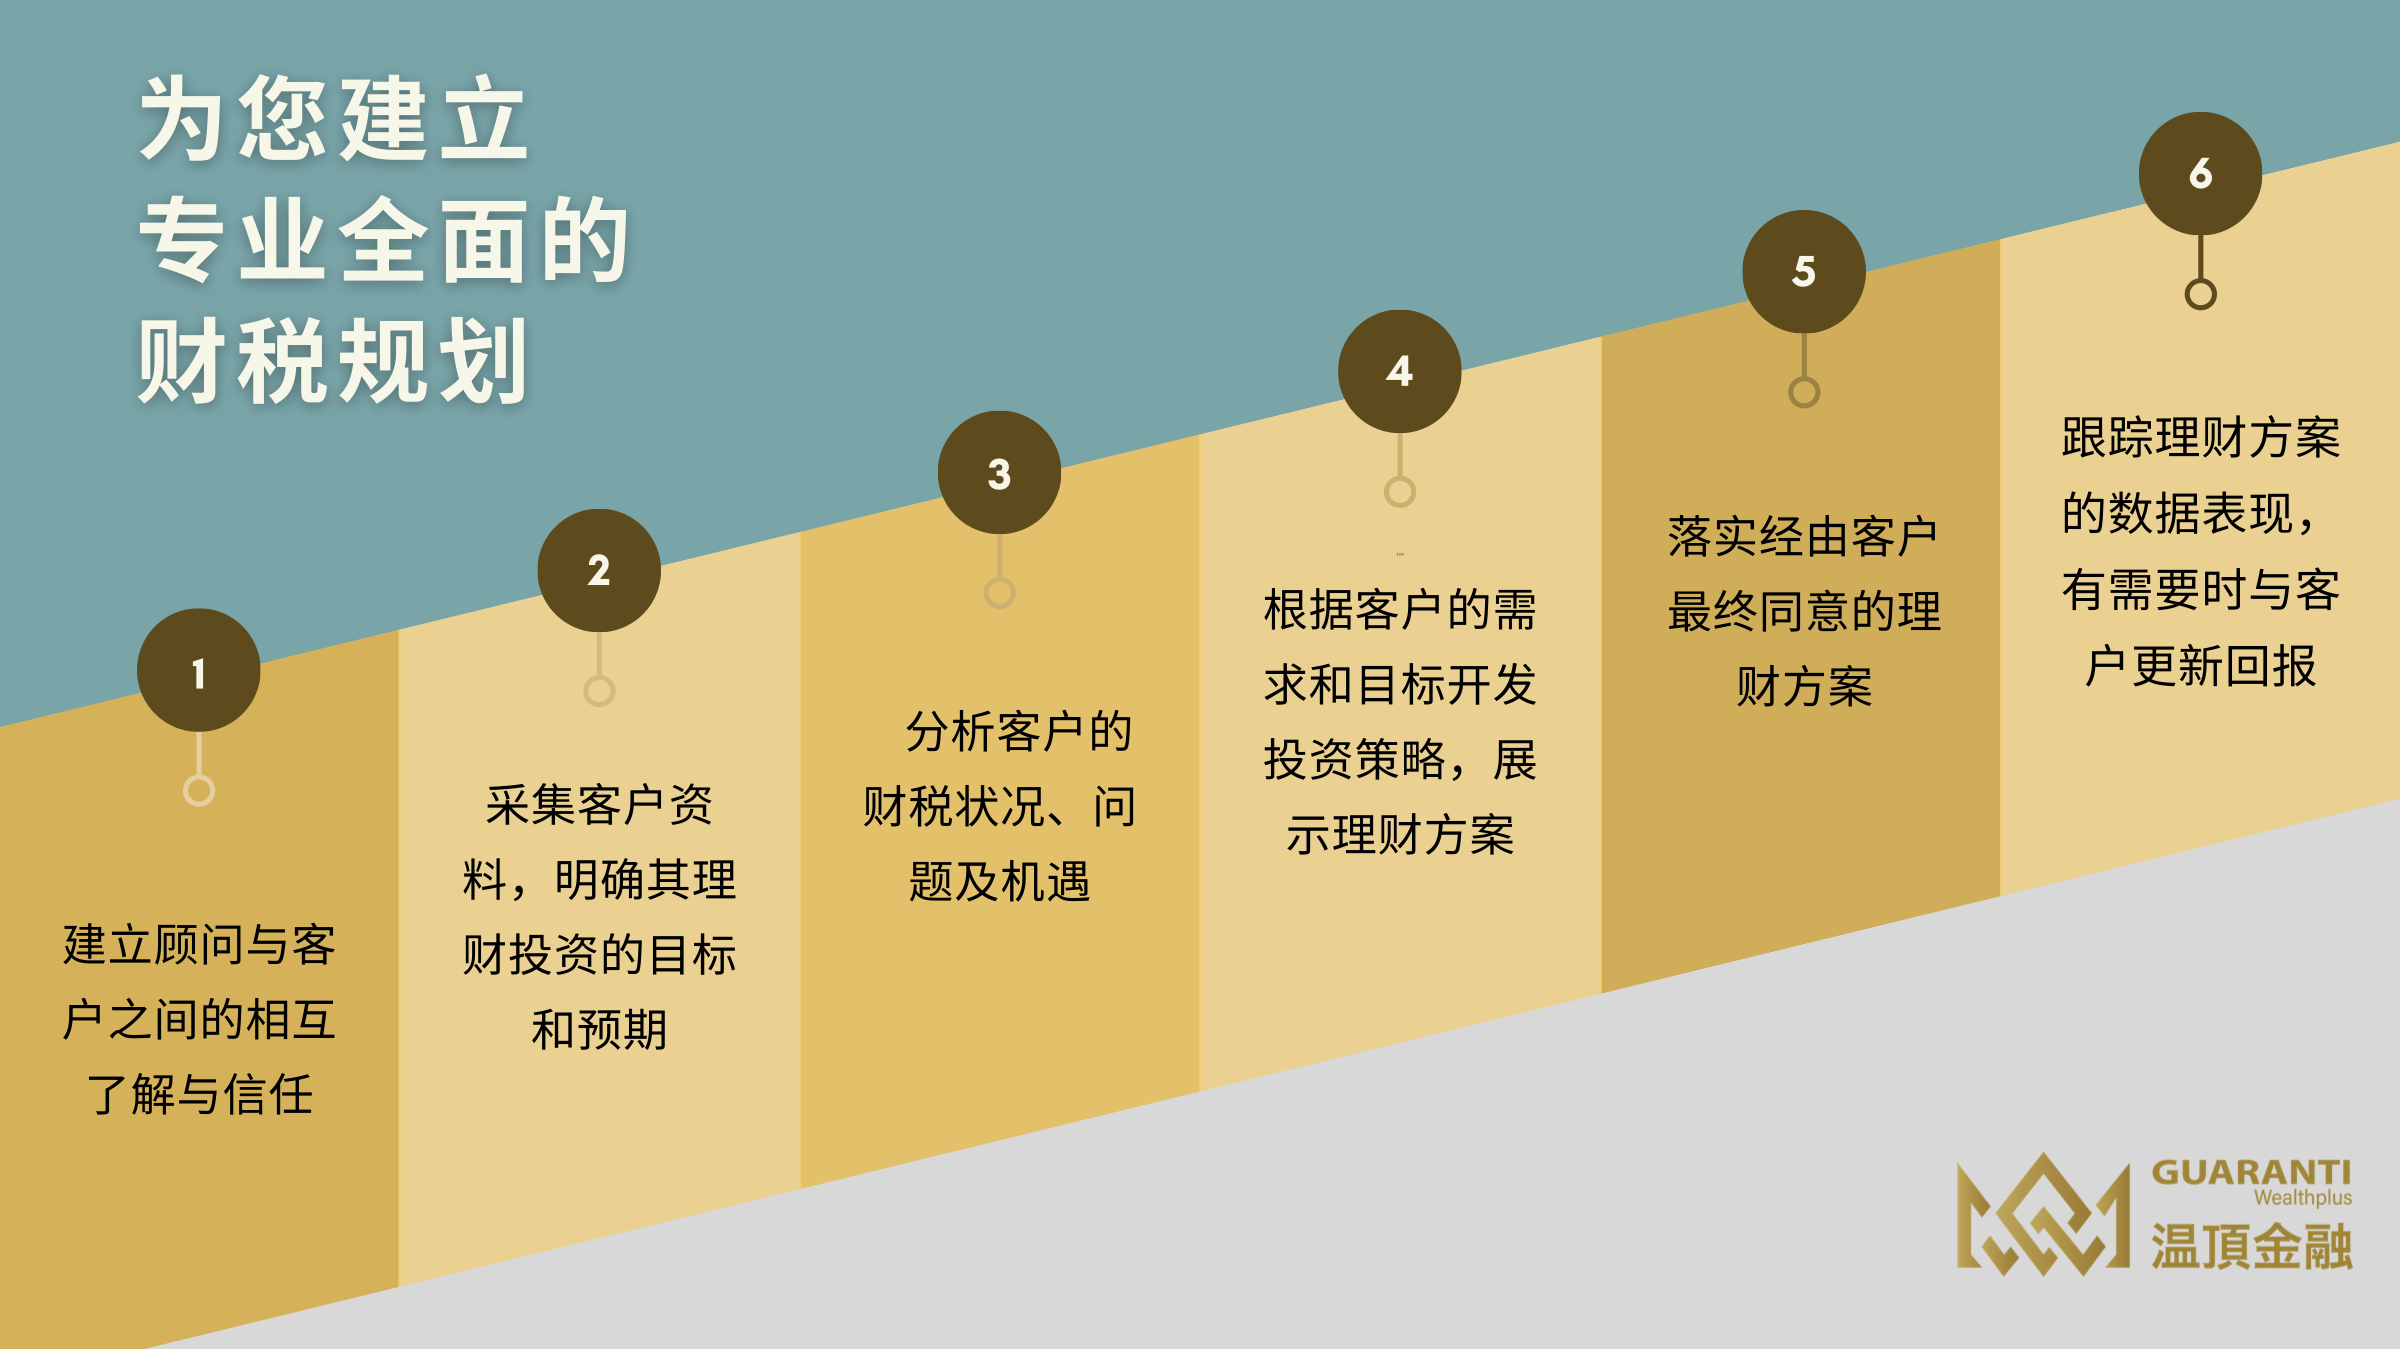 为您建立
专业全面的
财税规划
1
建立顾问与客
户之间的相互
了解与信任
2
采集客户资
料，明确其理
财投资的目标
和预期
3
分析客户的
财税状况、问
题及机遇
4
根据客户的需
求和目标开发
投资策略，展
示理财方案
5
落实经由客户
最终同意的理
财方案
6
跟踪理财方案
的数据表现，
有需要时与客
户更新回报
GUARANTI
Wealthplus
温頂金融